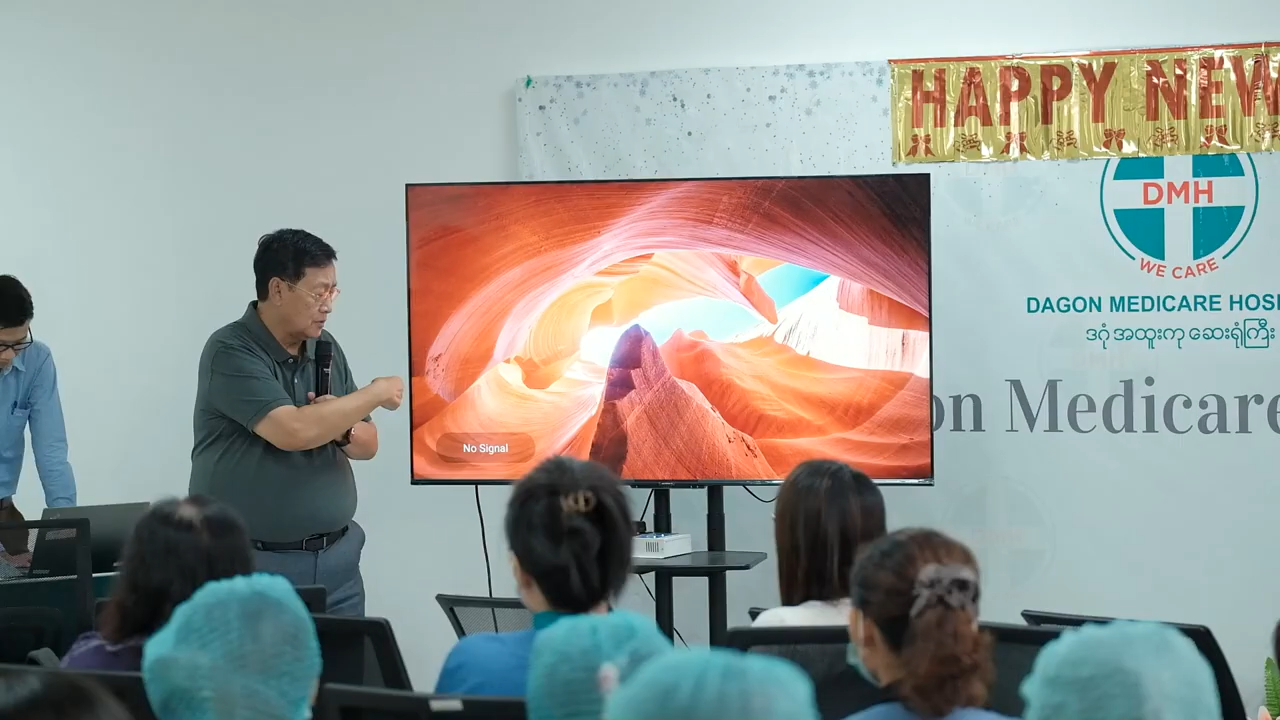 HAPPY NEW
DMH
WE CARE
DAGON MEDICARE HOSPI
ဒဂုံ အထူးကု ဆေးရုံကြီး
on Medicare
No Signal